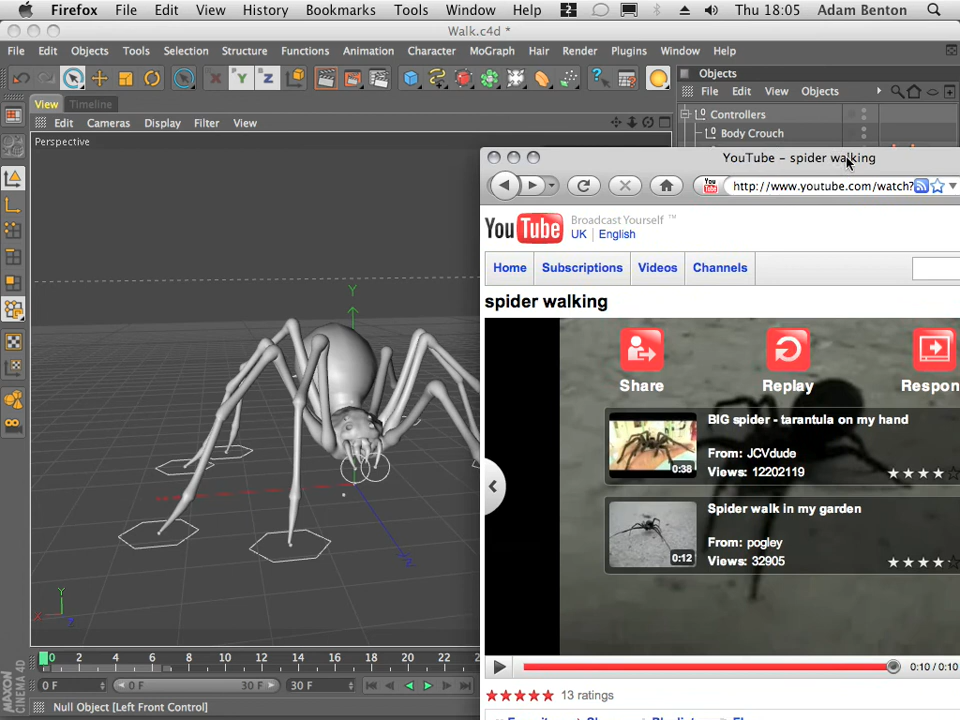 Firefox File Edit View History Bookmarks Tools Window Help Thu 18:05 Adam Benton
Walk.c4d *
File Edit Objects Tools Selection Structure Functions Animation Character MoGraph Hair Render Plugins Window Help
Objects
File Edit View Objects
View Timeline
Edit Cameras Display Filter View
Perspective
Controllers
Body Crouch
YouTube - spider walking
http://www.youtube.com/watch?
YouTube
Broadcast Yourself ™
UK | English
Home Subscriptions Videos Channels
spider walking
Share Replay Respon
BIG spider - tarantula on my hand
From: JCVdude
Views: 12202119
0:38
Spider walk in my garden
From: pogley
Views: 32905
0:12
Y
Z
Y
X
0 2 4 6 8 10 12 14 16 18 20 22
0:10 / 0:10
0 F 0 F 30 F 30 F
13 ratings
Null Object [Left Front Control]
MAXON CINEMA 4D